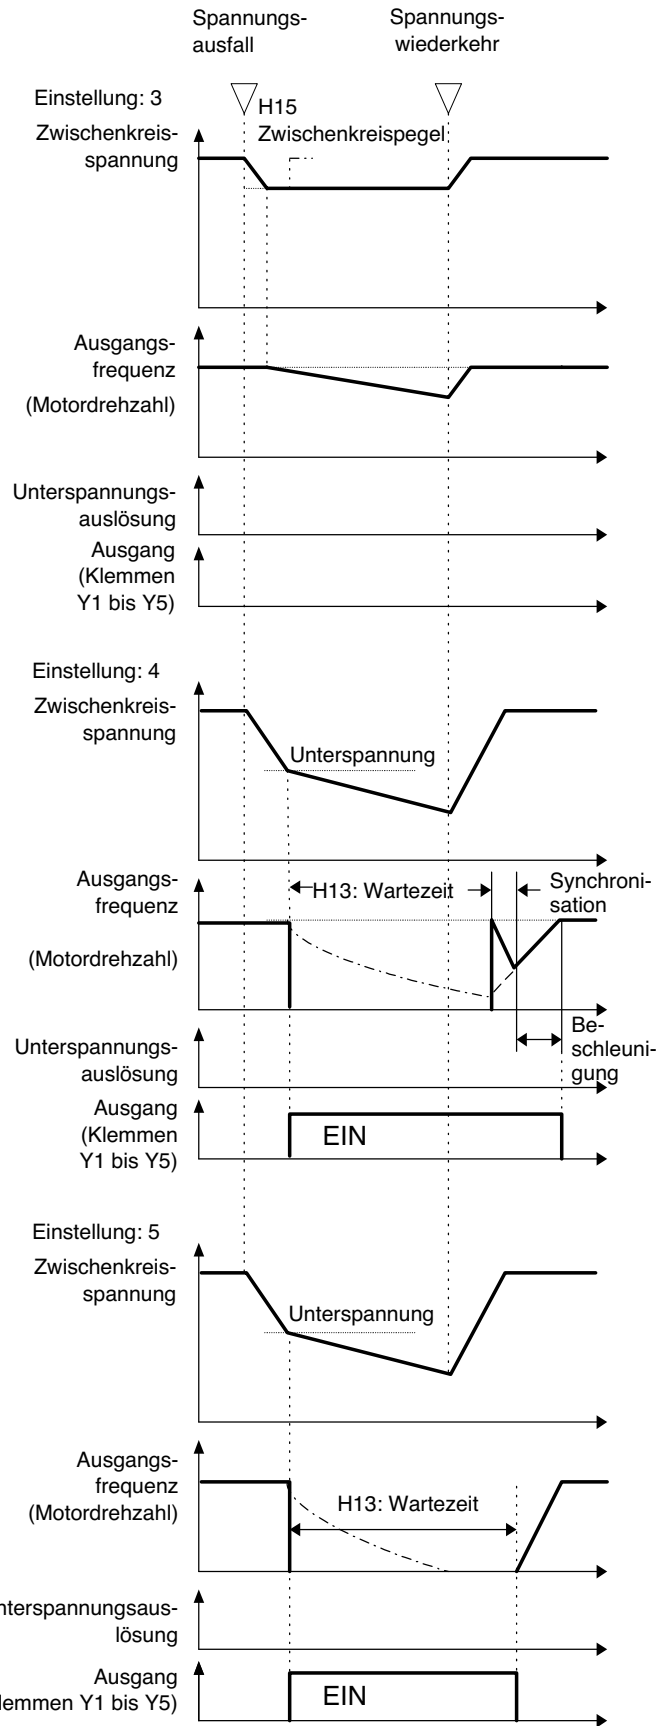 Spannungs-
ausfall
Spannungs-
wiederkehr
Einstellung: 3
H15
Zwischenkreispegel
Zwischenkreis-
spannung
Ausgangs-
frequenz
(Motordrehzahl)
Unterspannungs-
auslösung
Ausgang
(Klemmen
Y1 bis Y5)
Einstellung: 4
Zwischenkreis-
spannung
Unterspannung
Ausgangs-
frequenz
(Motordrehzahl)
H13: Wartezeit
Synchroni-
sation
Be-
schleuni-
gung
Unterspannungs-
auslösung
Ausgang
(Klemmen
Y1 bis Y5)
EIN
Einstellung: 5
Zwischenkreis-
spannung
Unterspannung
Ausgangs-
frequenz
(Motordrehzahl)
H13: Wartezeit
nterspannungsaus-
lösung
Ausgang
lemmen Y1 bis Y5)
EIN